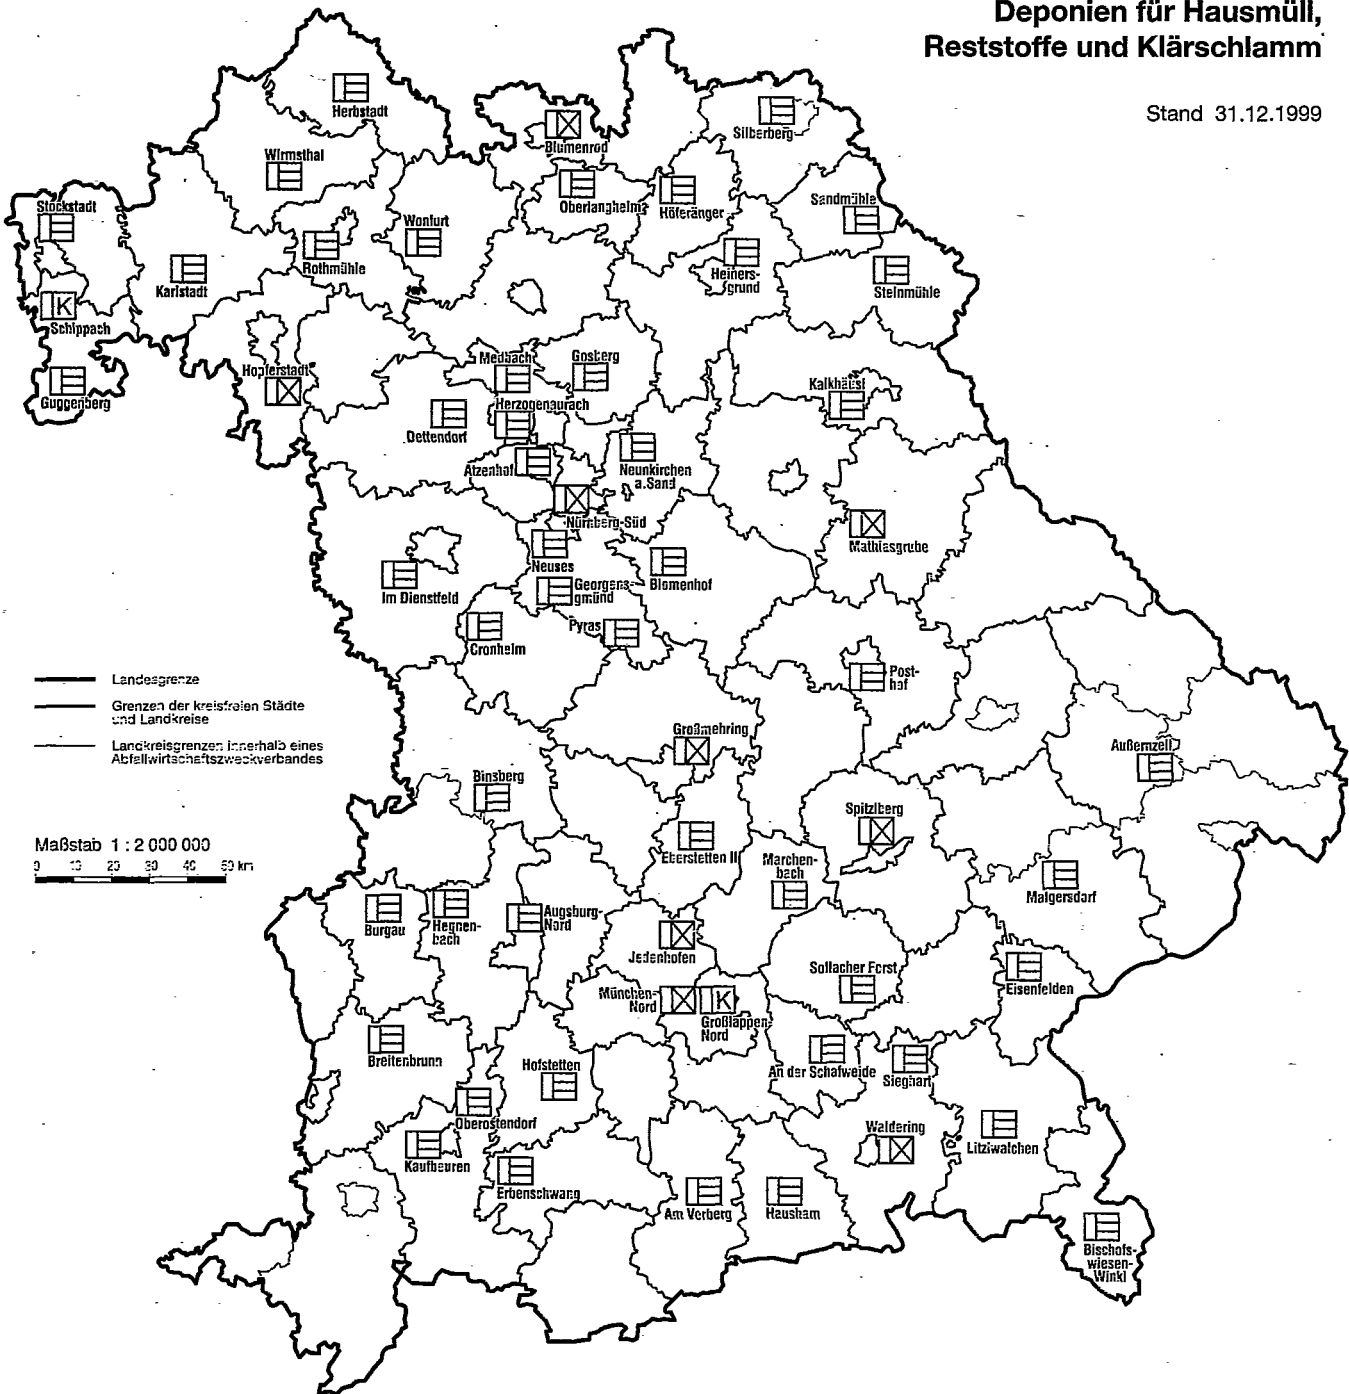 Deponien für Hausmüll,
Reststoffe und Klärschlamm
Stand 31.12.1999
Herbstadt
Silberberg
Blumenrod
Wirmsthal
Stockstadt
Oberlangheim
Höferänger
Sandmühle
Wonfurt
Rothmühle
Karlstadt
Heiners-
grund
Steinmühle
K
Schippach
Hopferstadt
Medbach
Gosberg
Guggenberg
Kalkhäusl
Herzogenaurach
Dettendorf
Atzenhof
Neunkirchen
a.Sand
Nürnberg-Süd
Mathiasgrube
Neuses
Blomenhof
Im Dienstfeld
Georgens-
gmünd
Pyras
Cronheim
Post-
hof
Landesgrenze
Grenzen der kreisfreien Städte
und Landkreise
Landkreisgrenzen innerhalb eines
Abfallwirtschaftszweckverbandes
Großmehring
Außernzell
Binsberg
Spitzlberg
Maßstab 1 : 2 000 000
0 10 20 30 40 50 km
Eberstetten II
Marchen-
bach
Malgersdorf
Burgau
Hegnen-
bach
Augsburg-
Nord
Jedenhofen
Sollacher Forst
Eisenfelden
München-
Nord
K
Großlappen-
Nord
Breitenbrunn
Hofstetten
An der Schafweide
Sieghart
Oberostendorf
Waldering
Litzlwalchen
Kaufbeuren
Erbenschwang
Am Vorberg
Hausham
Bischofs-
wiesen-
Winkl